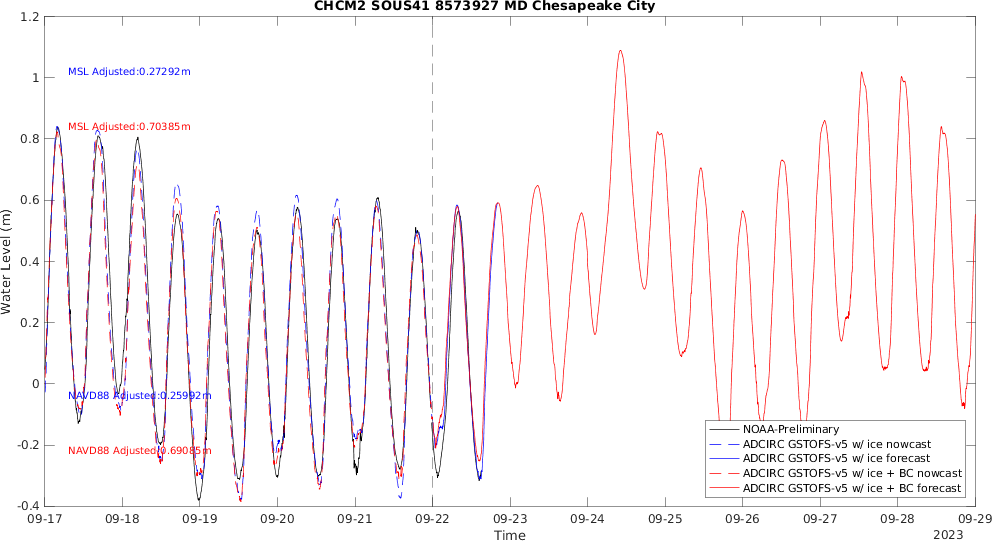 CHCM2 SOUS41 8573927 MD Chesapeake City
1.2
1
0.8
0.6
0.4
0.2
0
-0.2
-0.4
Water Level (m)
MSL Adjusted:0.27292m
MSL Adjusted:0.70385m
NAVD88 Adjusted:0.25992m
NAVD88 Adjusted:0.69085m
NOAA-Preliminary
ADCIRC GSTOFS-v5 w/ ice nowcast
ADCIRC GSTOFS-v5 w/ ice forecast
ADCIRC GSTOFS-v5 w/ ice + BC nowcast
ADCIRC GSTOFS-v5 w/ ice + BC forecast
09-17 09-18 09-19 09-20 09-21 09-22 09-23 09-24 09-25 09-26 09-27 09-28 09-29
Time
2023